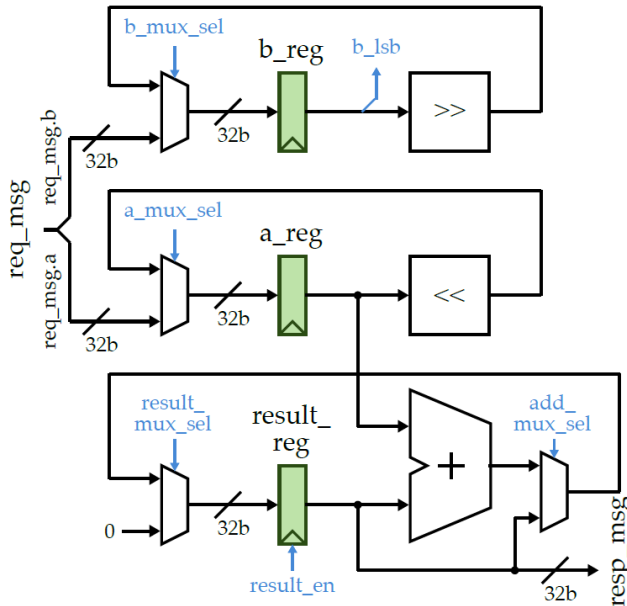 b_mux_sel
b_reg
b_lsb
>>
32b
32b
req_msg.b
req_msg
req_msg.a
a_mux_sel
a_reg
<<
32b
32b
result_
mux_sel
result_
reg
add_
mux_sel
+
0
32b
result_en
32b
resp_msg